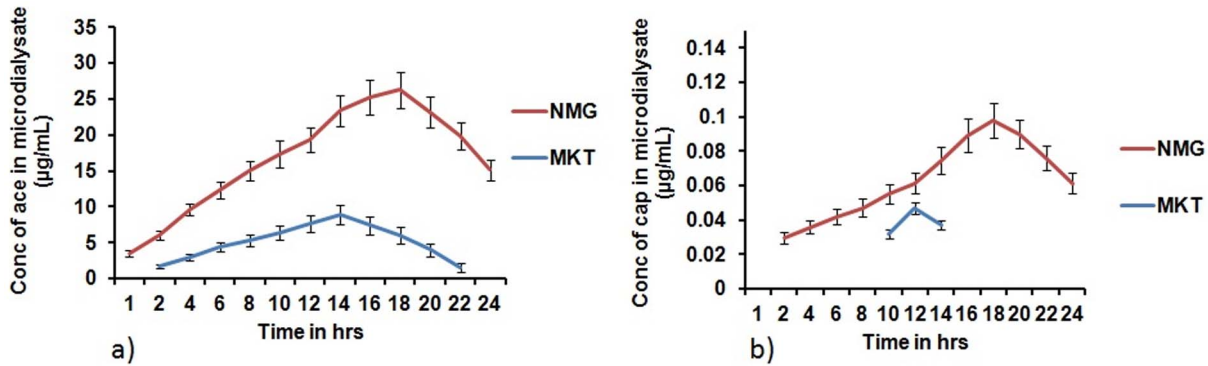 Conc of ace in microdialysate
(µg/mL)
35
30
25
20
15
10
5
0
1 2 4 6 8 10 12 14 16 18 20 22 24
Time in hrs
NMG
MKT
a)
Conc of cap in microdialysate
(µg/mL)
0.14
0.12
0.1
0.08
0.06
0.04
0.02
0
1 2 4 6 8 10 12 14 16 18 20 22 24
Time in hrs
NMG
MKT
b)